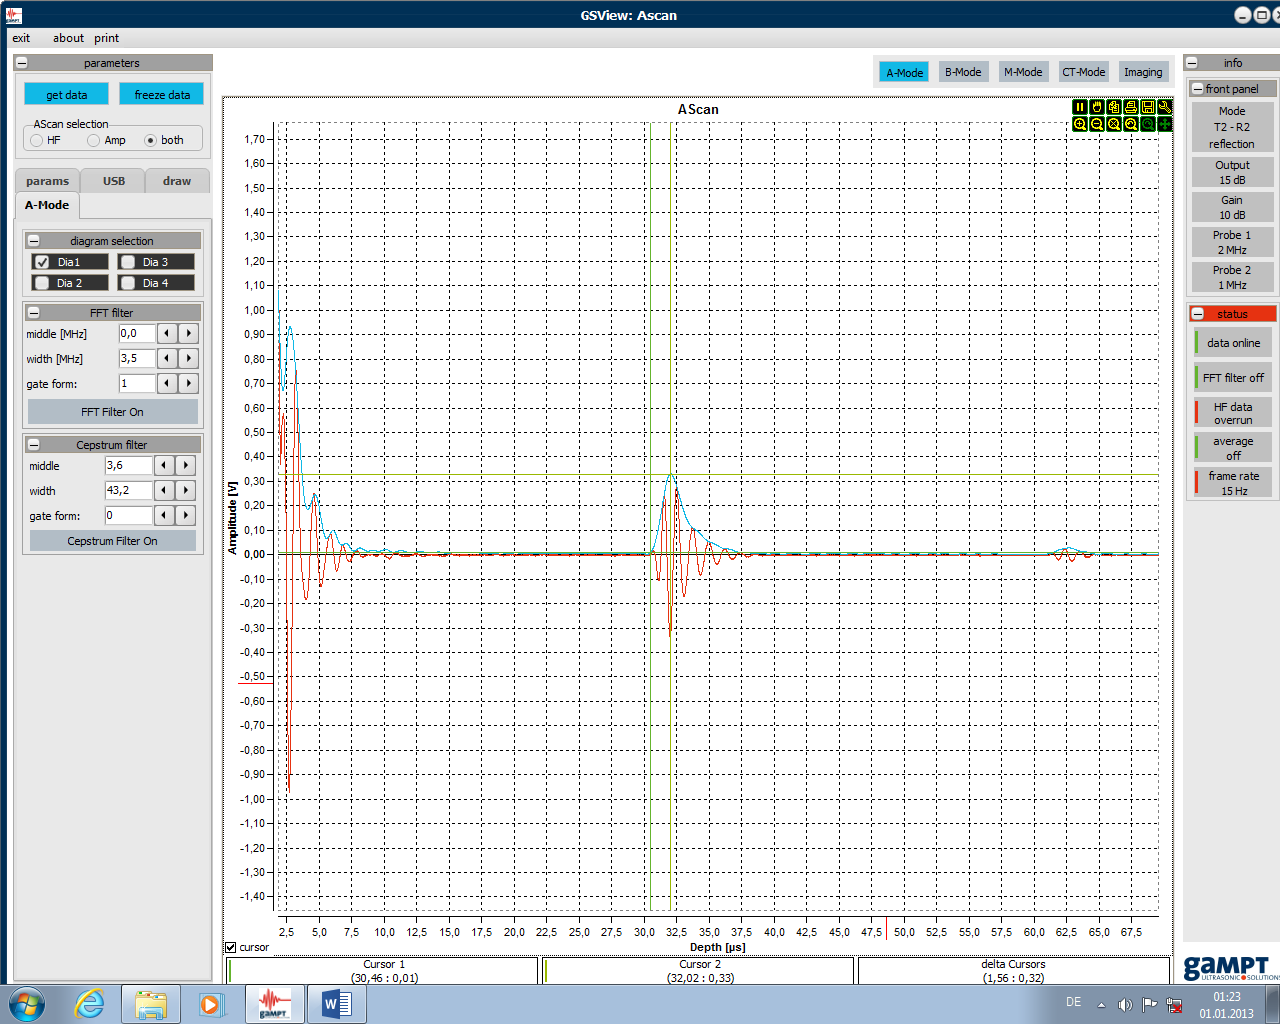 GSView: Ascan
exit about print
parameters
get data freeze data
AScan selection
HF Amp both
params USB draw
A-Mode
diagram selection
Dia1 Dia 3
Dia 2 Dia 4
FFT filter
middle [MHz] 0,0
width [MHz] 3,5
gate form: 1
FFT Filter On
Cepstrum filter
middle 3,6
width 43,2
gate form: 0
Cepstrum Filter On
A-Mode B-Mode M-Mode CT-Mode Imaging
AScan
Amplitude [V]
1,70
1,60
1,50
1,40
1,30
1,20
1,10
1,00
0,90
0,80
0,70
0,60
0,50
0,40
0,30
0,20
0,10
0,00
-0,10
-0,20
-0,30
-0,40
-0,50
-0,60
-0,70
-0,80
-0,90
-1,00
-1,10
-1,20
-1,30
-1,40
2,5 5,0 7,5 10,0 12,5 15,0 17,5 20,0 22,5 25,0 27,5 30,0 32,5 35,0 37,5 40,0 42,5 45,0 47,5 50,0 52,5 55,0 57,5 60,0 62,5 65,0 67,5
Depth [µs]
cursor
Cursor 1
(30,46 : 0,01)
Cursor 2
(32,02 : 0,33)
delta Cursors
(1,56 : 0,32)
info
front panel
Mode
T2 - R2
reflection
Output
15 dB
Gain
10 dB
Probe 1
2 MHz
Probe 2
1 MHz
status
data online
FFT filter off
HF data
overrun
average
off
frame rate
15 Hz
gAMPT
ULTRASONIC SOLUTIONS
gAMPT
DE
01:23
01.01.2013